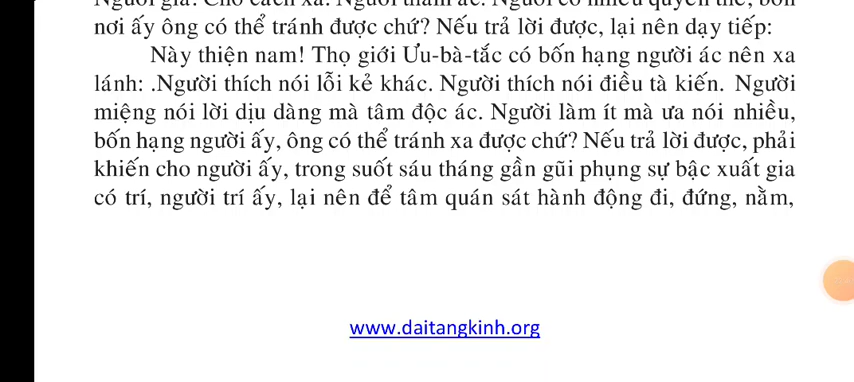 nơi ấy ông có thể tránh được chứ? Nếu trả lời được, lại nên dạy tiếp:
Này thiện nam! Thọ giới Ưu-bà-tắc có bốn hạng người ác nên xa
lánh: .Người thích nói lỗi kẻ khác. Người thích nói điều tà kiến. Người
miệng nói lời dịu dàng mà tâm độc ác. Người làm ít mà ưa nói nhiều,
bốn hạng người ấy, ông có thể tránh xa được chứ? Nếu trả lời được, phải
khiến cho người ấy, trong suốt sáu tháng gần gũi phụng sự bậc xuất gia
có trí, người trí ấy, lại nên để tâm quán sát hành động đi, đứng, nằm,
www.daitangkinh.org